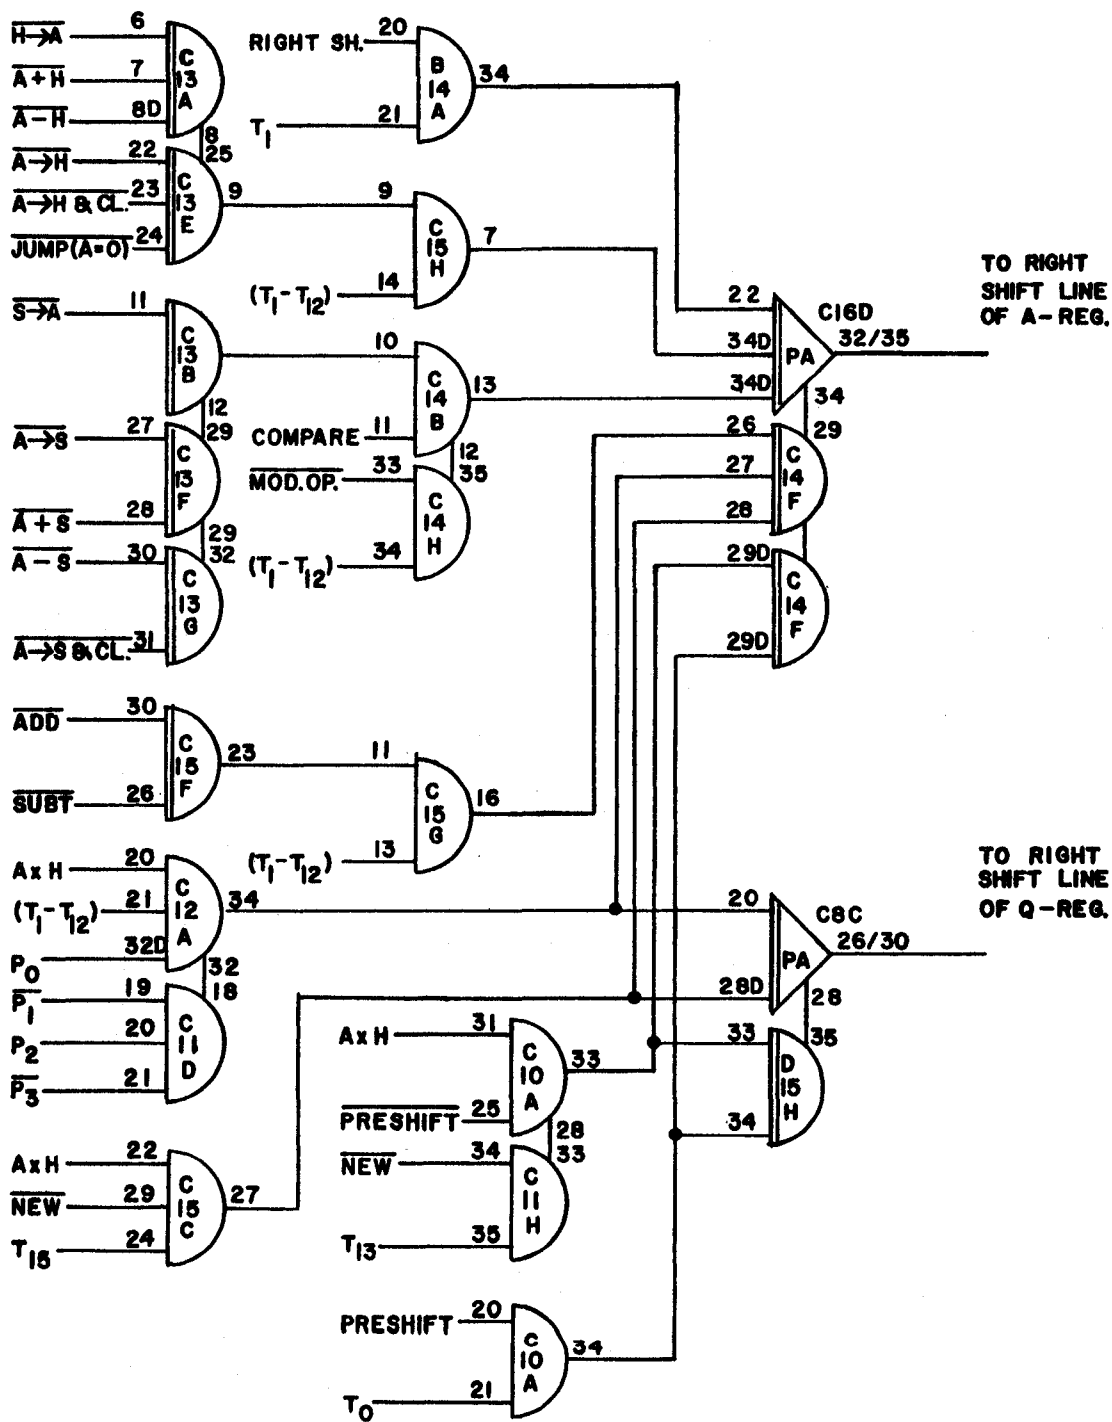 H→A 6
C 13 A
A+H 7
A-H 8D
8
25
A→H 22
C 13 E
A→H & CL. 23
9
JUMP(A=0) 24
RIGHT SH. 20
B 14 A
34
T1 21
9
C 15 H
7
(T1-T12) 14
S→A 11
C 13 B
12
29
A→S 27
C 13 F
A+S 28
29
32
A-S 30
C 13 G
A→S & CL. 31
10
C 14 B
13
COMPARE 11
12
35
MOD. OP. 33
C 14 H
(T1-T12) 34
22
C16D
34D
PA
32/35
34D
34
29
TO RIGHT
SHIFT LINE
OF A-REG.
26
C 14 F
27
28
29D
C 14 F
29D
ADD 30
C 15 F
23
SUBT 26
11
C 15 G
16
(T1-T12) 13
AxH 20
C 12 A
34
(T1-T12) 21
P0 32D
32
18
P1 19
C 11 D
P2 20
P3 21
20
C8C
PA
26/30
28D
28
35
TO RIGHT
SHIFT LINE
OF Q-REG.
33
D 15 H
34
AxH 22
C 15 C
27
NEW 29
T15 24
AxH 31
C 10 A
33
PRESHIFT 25
28
33
NEW 34
C 11 H
T13 35
PRESHIFT 20
C 10 A
34
T0 21